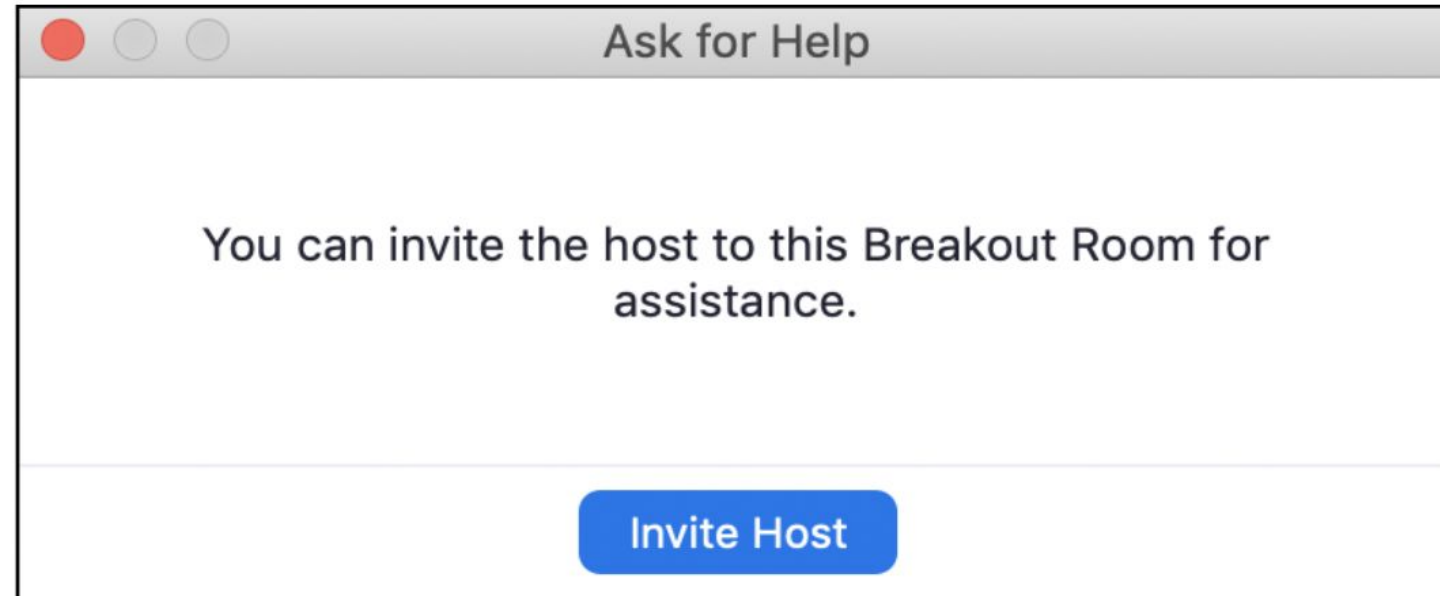 Ask for Help
You can invite the host to this Breakout Room for
assistance.
Invite Host